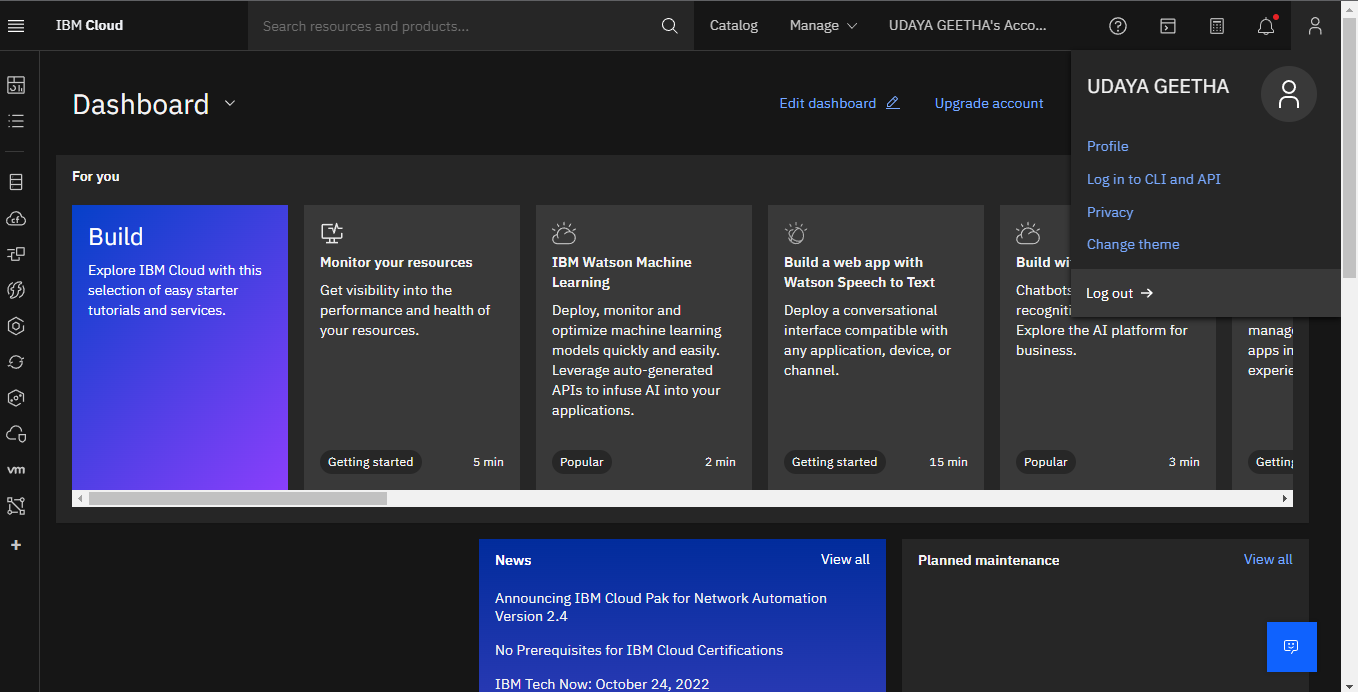 IBM Cloud
Search resources and products...
Catalog
Manage
UDAYA GEETHA's Acco...
UDAYA GEETHA
Profile
Log in to CLI and API
Privacy
Change theme
Log out →
Dashboard
Edit dashboard
Upgrade account
For you
Build
Explore IBM Cloud with this
selection of easy starter
tutorials and services.
Monitor your resources
Get visibility into the
performance and health of
your resources.
Getting started
5 min
IBM Watson Machine
Learning
Deploy, monitor and
optimize machine learning
models quickly and easily.
Leverage auto-generated
APIs to infuse AI into your
applications.
Popular
2 min
Build a web app with
Watson Speech to Text
Deploy a conversational
interface compatible with
any application, device, or
channel.
Getting started
15 min
Build wi
Chatbots
recogniti
Explore the AI platform for
business.
Popular
3 min
manag
apps in
experie
Getting
vm
News
View all
Announcing IBM Cloud Pak for Network Automation
Version 2.4
No Prerequisites for IBM Cloud Certifications
IBM Tech Now: October 24, 2022
Planned maintenance
View all